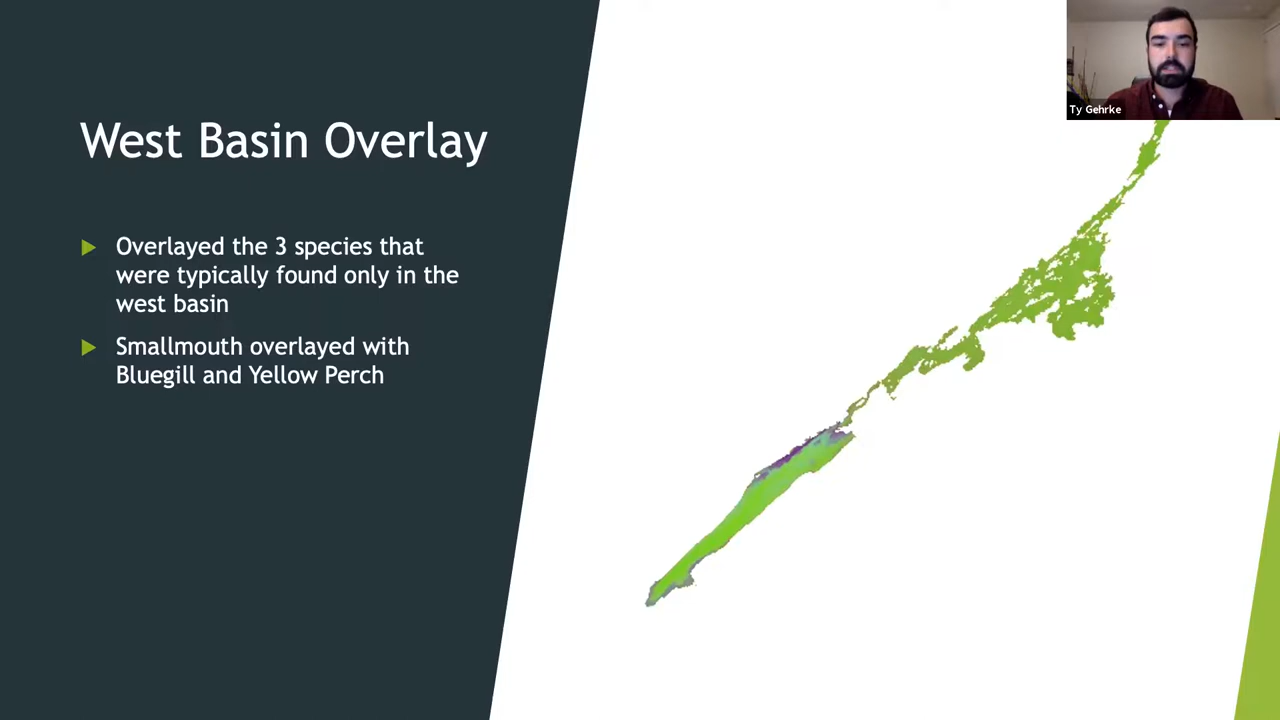 Ty Gehrke
West Basin Overlay
Overlayed the 3 species that
were typically found only in the
west basin
Smallmouth overlayed with
Bluegill and Yellow Perch